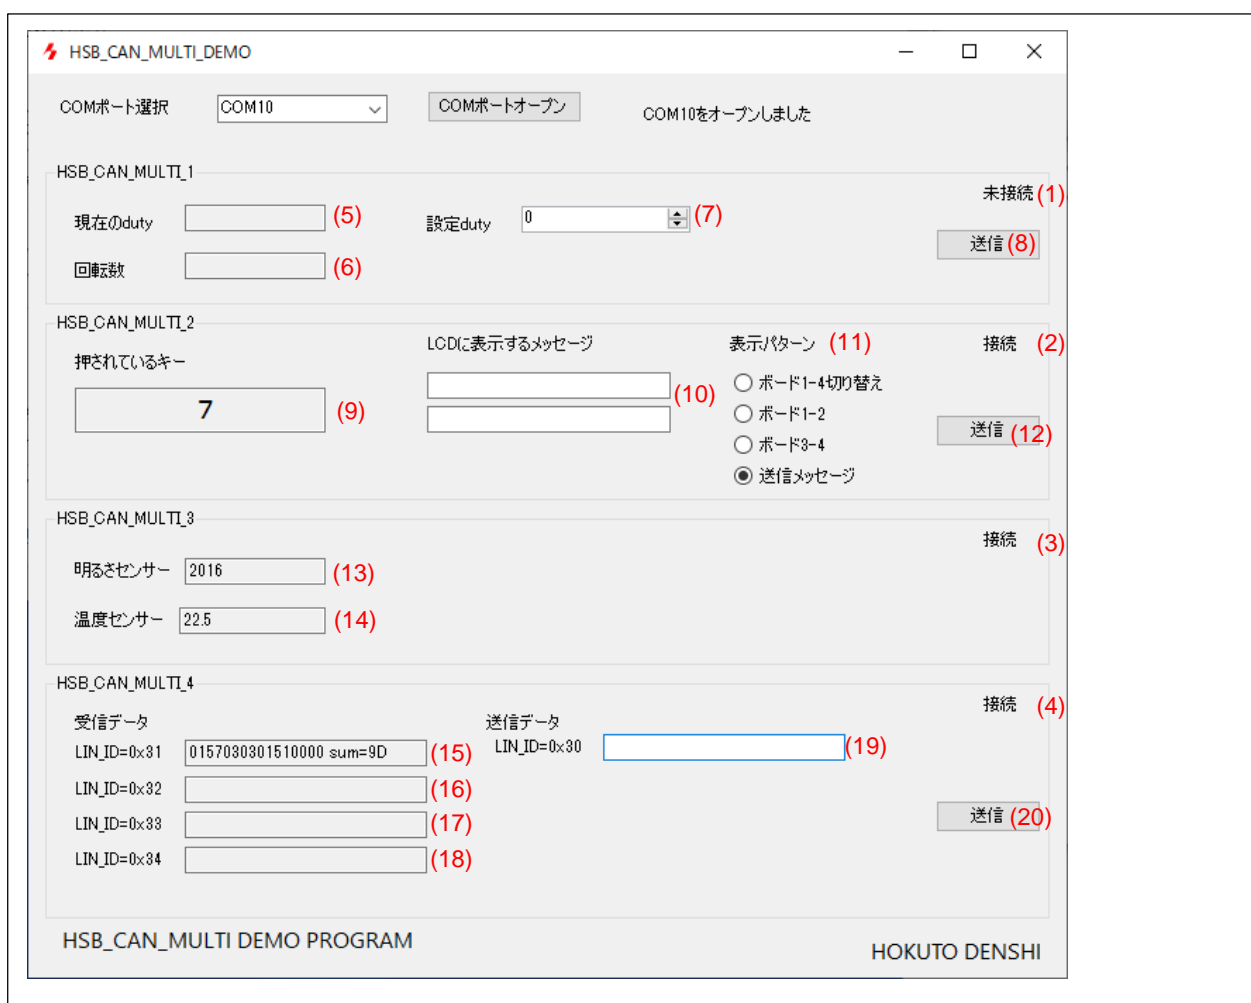 HSB_CAN_MULTI_DEMO
COMポート選択 COM10 COMポートオープン COM10をオープンしました
HSB_CAN_MULTI_1
未接続 (1)
現在のduty (5) 設定duty 0 (7)
送信 (8)
回転数 (6)
HSB_CAN_MULTI_2
押されているキー LCDに表示するメッセージ 表示パターン (11) 接続 (2)
7 (9) (10)
ボード1-4切り替え
ボード1-2
ボード3-4
送信メッセージ
送信 (12)
HSB_CAN_MULTI_3
接続 (3)
明るさセンサー 2016 (13)
温度センサー 22.5 (14)
HSB_CAN_MULTI_4
接続 (4)
受信データ 送信データ
LIN_ID=0x31 0157030301510000 sum=9D (15) LIN_ID=0x30 (19)
LIN_ID=0x32 (16)
LIN_ID=0x33 (17) 送信 (20)
LIN_ID=0x34 (18)
HSB_CAN_MULTI DEMO PROGRAM
HOKUTO DENSHI